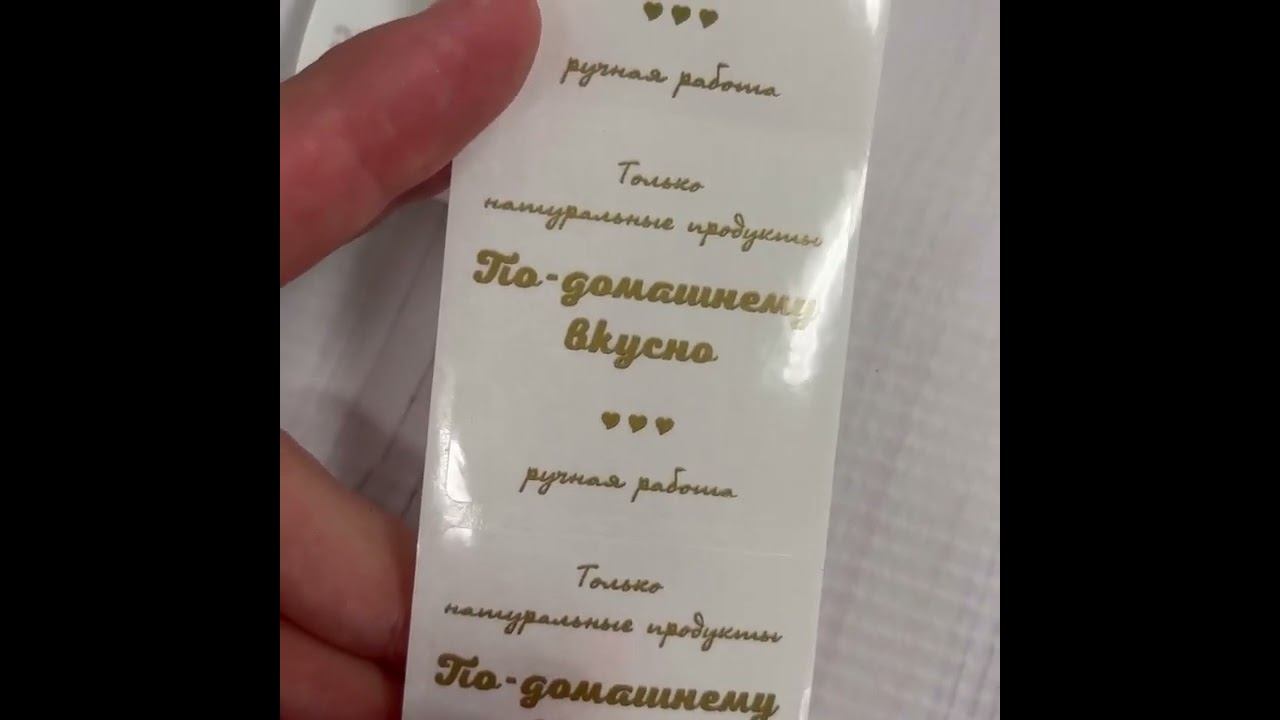 ♥♥♥
ручная работа
Только
натуральные продукты
По-домашнему
вкусно
♥♥♥
ручная работа
Только
натуральные продукты
По-домашнему